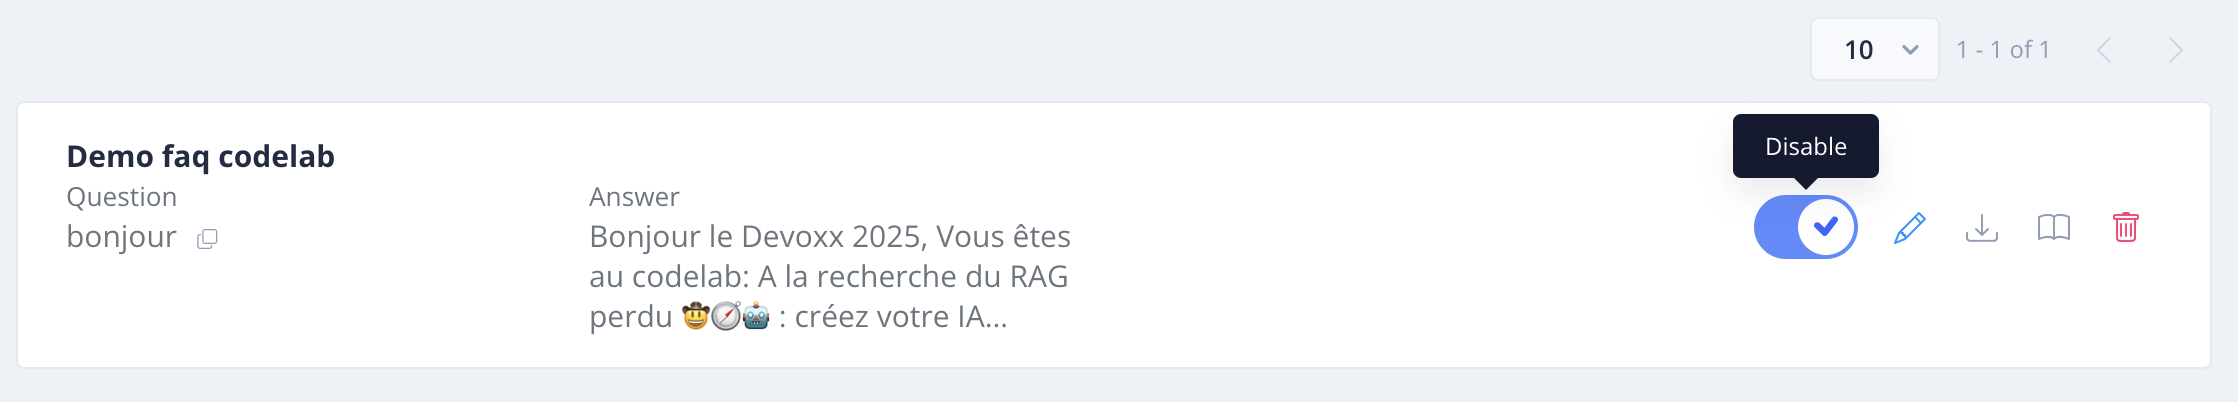 10
1 - 1 of 1
Disable
Demo faq codelab
Question
bonjour
Answer
Bonjour le Devoxx 2025, Vous êtes
au codelab: A la recherche du RAG
perdu 🤠🧭🤖 : créez votre IA...